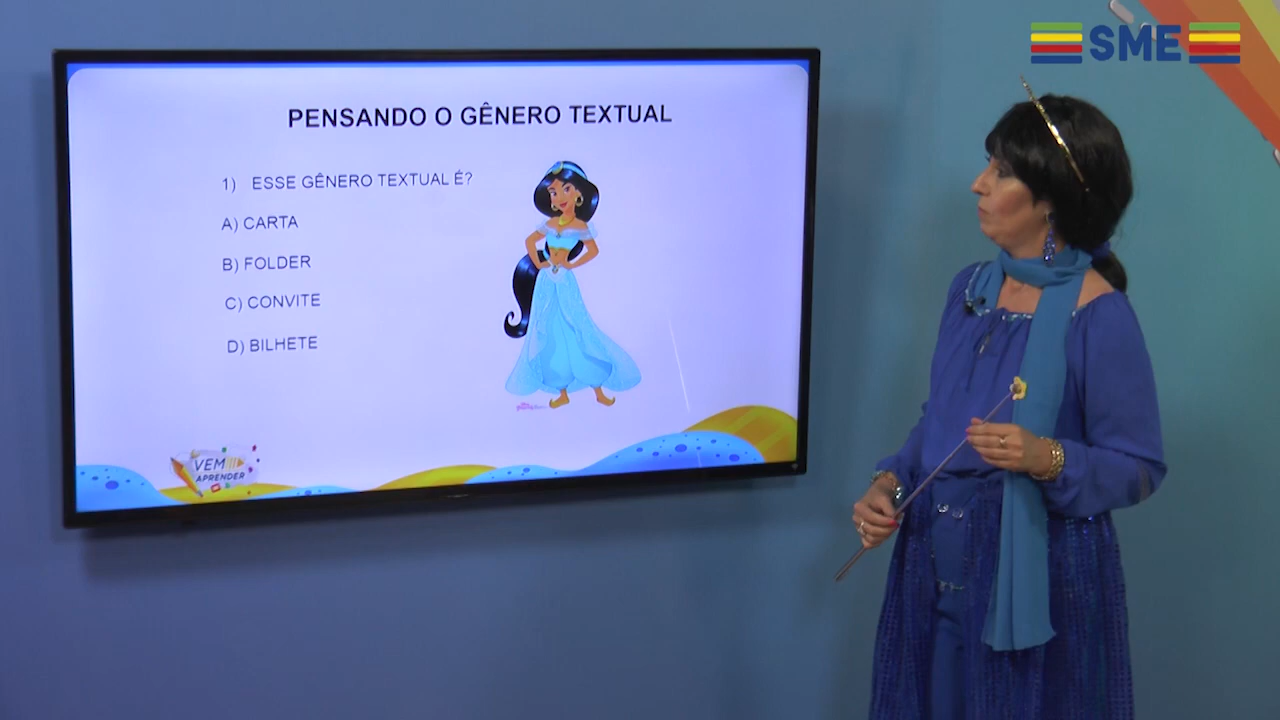 SME
PENSANDO O GÊNERO TEXTUAL
1) ESSE GÊNERO TEXTUAL É?
A) CARTA
B) FOLDER
C) CONVITE
D) BILHETE
VEM
APRENDER